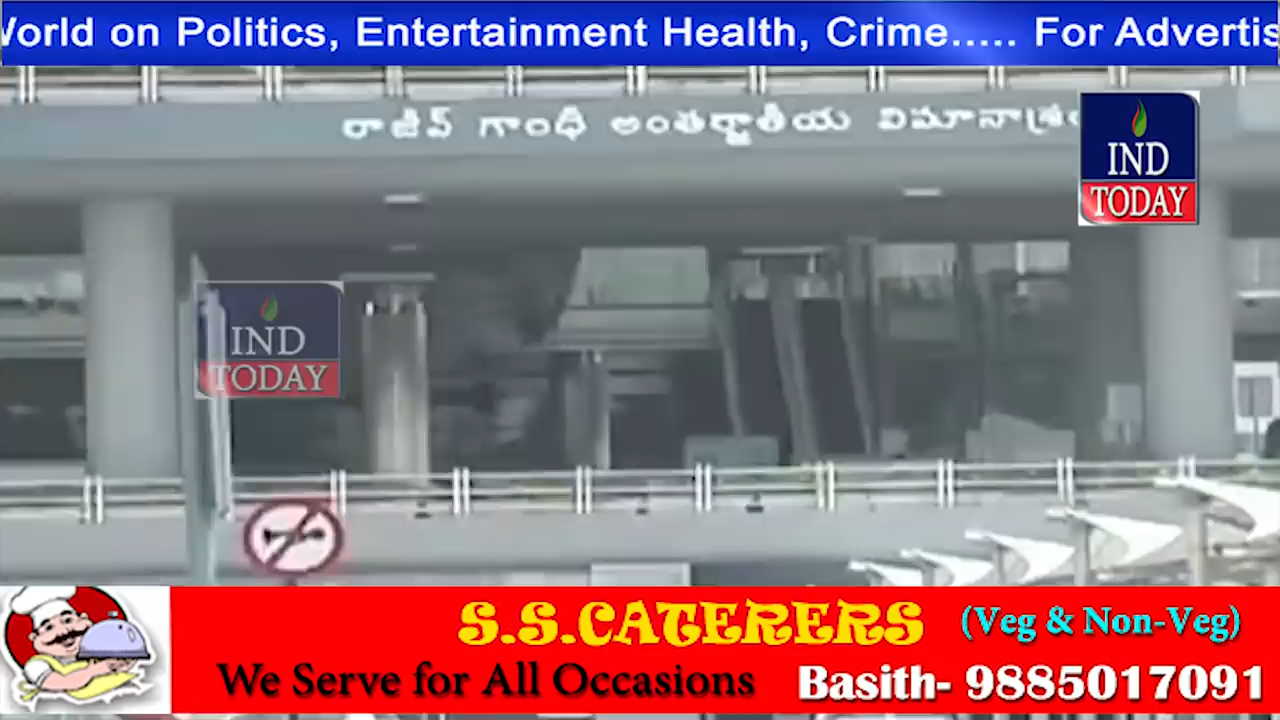 World on Politics, Entertainment Health, Crime..... For Advertis
రాజీవ్ గాంధీ అంతర్జాతీయ
IND
TODAY
IND
TODAY
S.S.CATERERS (Veg & Non-Veg)
We Serve for All Occasions Basith- 9885017091